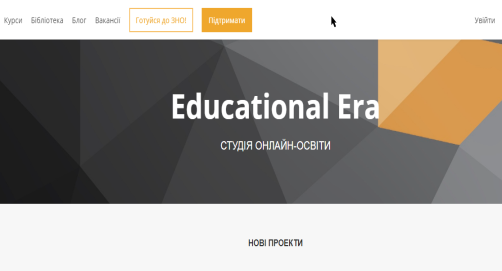 Курси Бібліотека Блог Вакансії Готуйся до ЗНО! Підтримати Увійти
Educational Era
СТУДІЯ ОНЛАЙН-ОСВІТИ
НОВІ ПРОЕКТИ